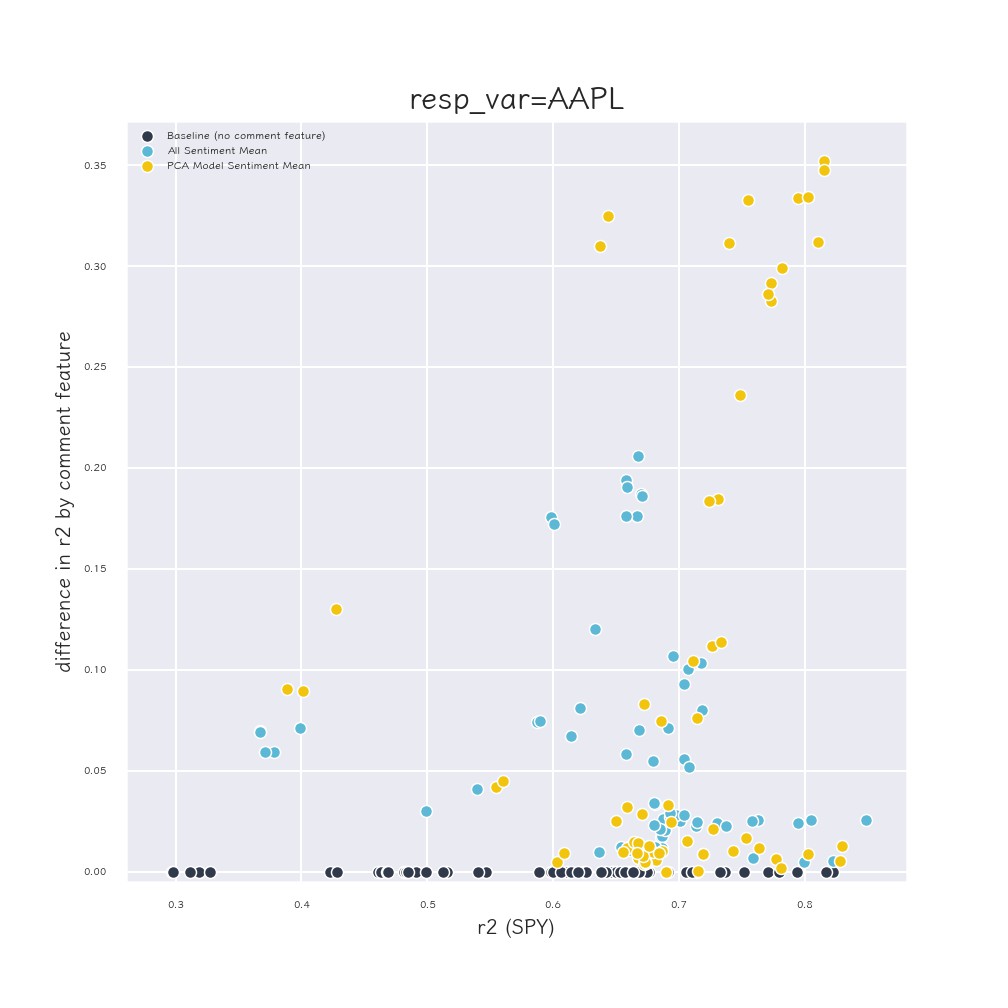 resp_var=AAPL
Baseline (no comment feature)
All Sentiment Mean
PCA Model Sentiment Mean
difference in r2 by comment feature
0.35
0.30
0.25
0.20
0.15
0.10
0.05
0.00
0.3 0.4 0.5 0.6 0.7 0.8
r2 (SPY)